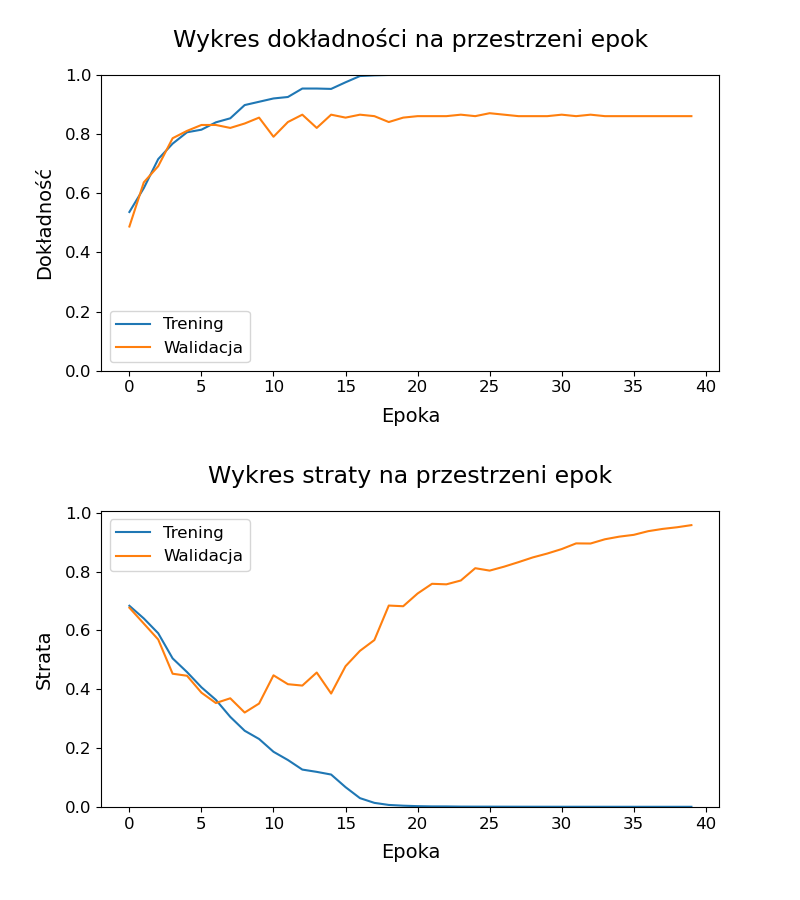 Wykres dokładności na przestrzeni epok
1.0
0.8
0.6
0.4
0.2
0.0
Dokładność
Trening
Walidacja
0 5 10 15 20 25 30 35 40
Epoka
Wykres straty na przestrzeni epok
1.0
0.8
0.6
0.4
0.2
0.0
Strata
Trening
Walidacja
0 5 10 15 20 25 30 35 40
Epoka